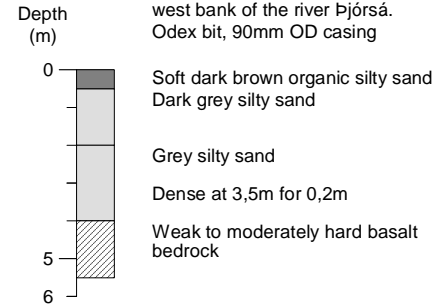 Depth
(m)
west bank of the river Þjórsá.
Odex bit, 90mm OD casing
0
Soft dark brown organic silty sand
Dark grey silty sand
Grey silty sand
Dense at 3,5m for 0,2m
Weak to moderately hard basalt
bedrock
5
6